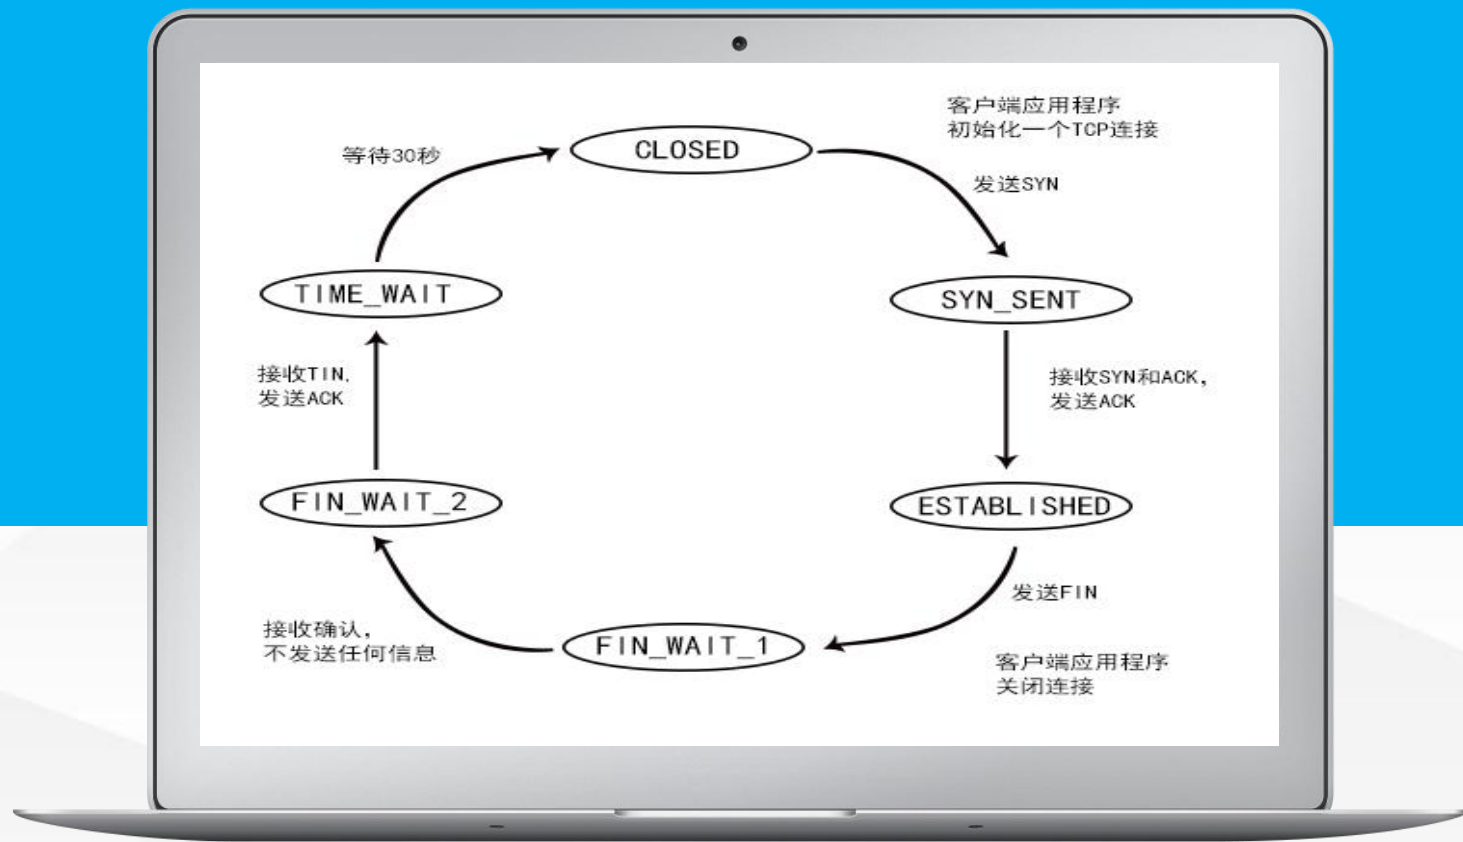 客户端应用程序
初始化一个TCP连接
等待30秒
CLOSED
发送SYN
TIME_WAIT
SYN_SENT
接收TIN.
发送ACK
接收SYN和ACK,
发送ACK
FIN_WAIT_2
ESTABLISHED
发送FIN
接收确认,
不发送任何信息
FIN_WAIT_1
客户端应用程序
关闭连接